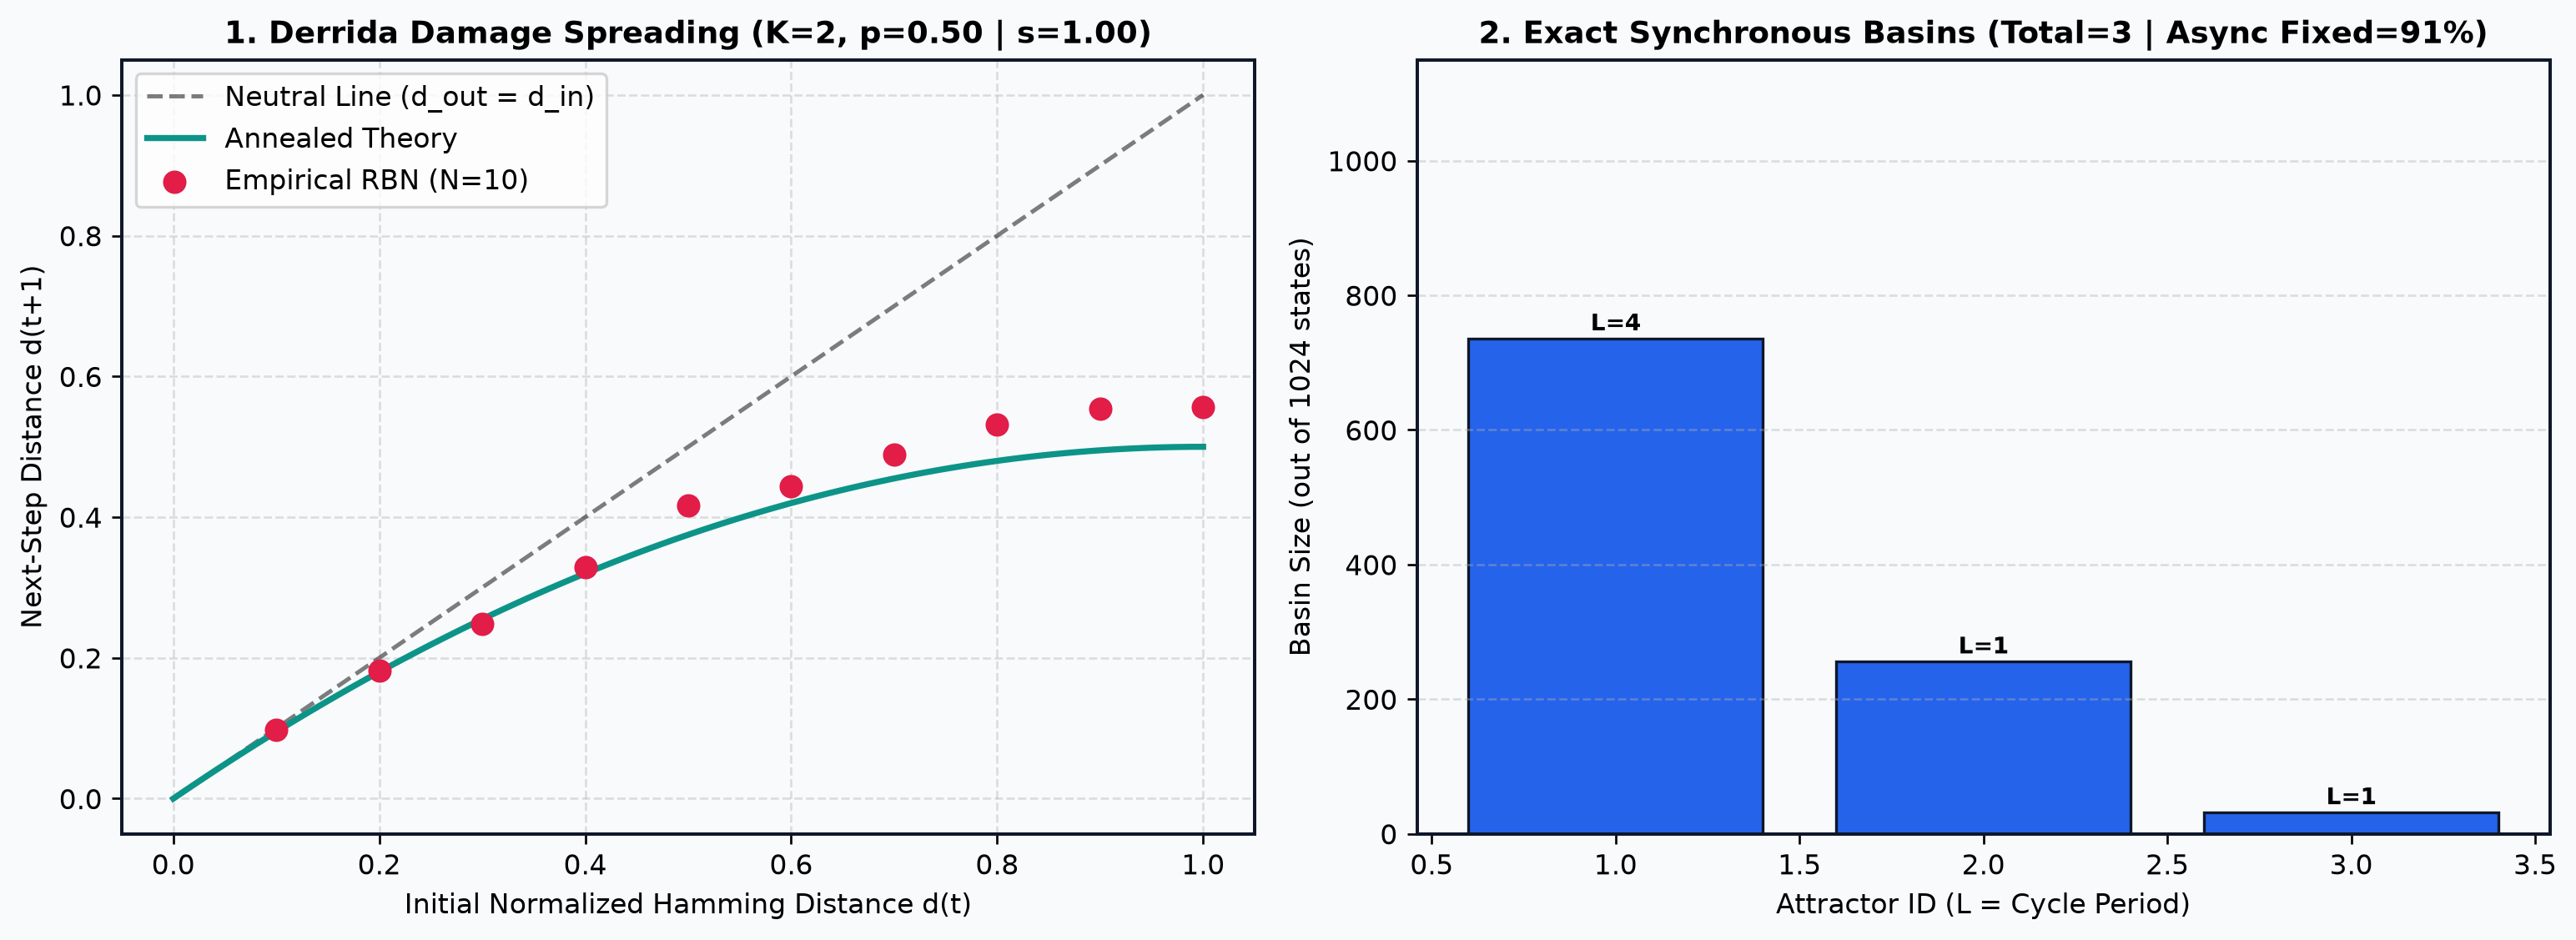 1. Derrida Damage Spreading (K=2, p=0.50 | s=1.00)
Neutral Line (d_out = d_in)
Annealed Theory
Empirical RBN (N=10)
1.0
0.8
0.6
0.4
0.2
0.0
Next-Step Distance d(t+1)
0.0 0.2 0.4 0.6 0.8 1.0
Initial Normalized Hamming Distance d(t)
2. Exact Synchronous Basins (Total=3 | Async Fixed=91%)
1000
800
600
400
200
0
Basin Size (out of 1024 states)
L=4
L=1
L=1
0.5 1.0 1.5 2.0 2.5 3.0 3.5
Attractor ID (L = Cycle Period)